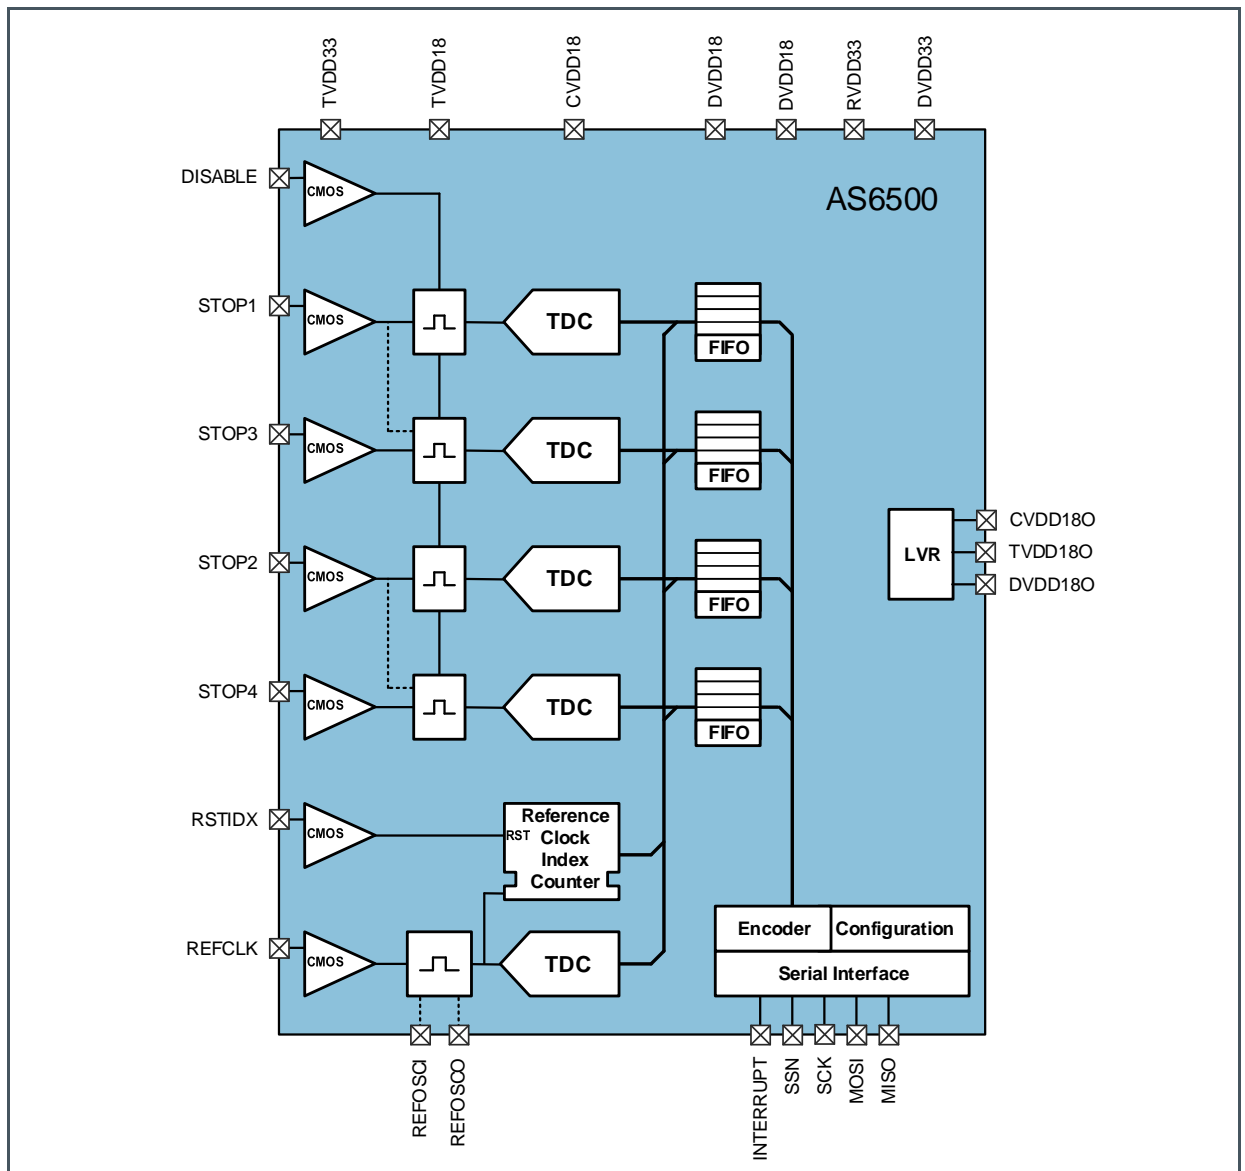 TVDD33
TVDD18
CVDD18
DVDD18
DVDD18
RVDD33
DVDD33
AS6500
DISABLE
CMOS
STOP1
CMOS
TDC
FIFO
STOP3
CMOS
TDC
FIFO
STOP2
CMOS
TDC
FIFO
LVR
CVDD18O
TVDD18O
DVDD18O
STOP4
CMOS
TDC
FIFO
RSTIDX
CMOS
RST
Reference
Clock
Index
Counter
REFCLK
CMOS
TDC
Encoder
Configuration
Serial Interface
REFOSCI
REFOSCO
INTERRUPT
SSN
SCK
MOSI
MISO